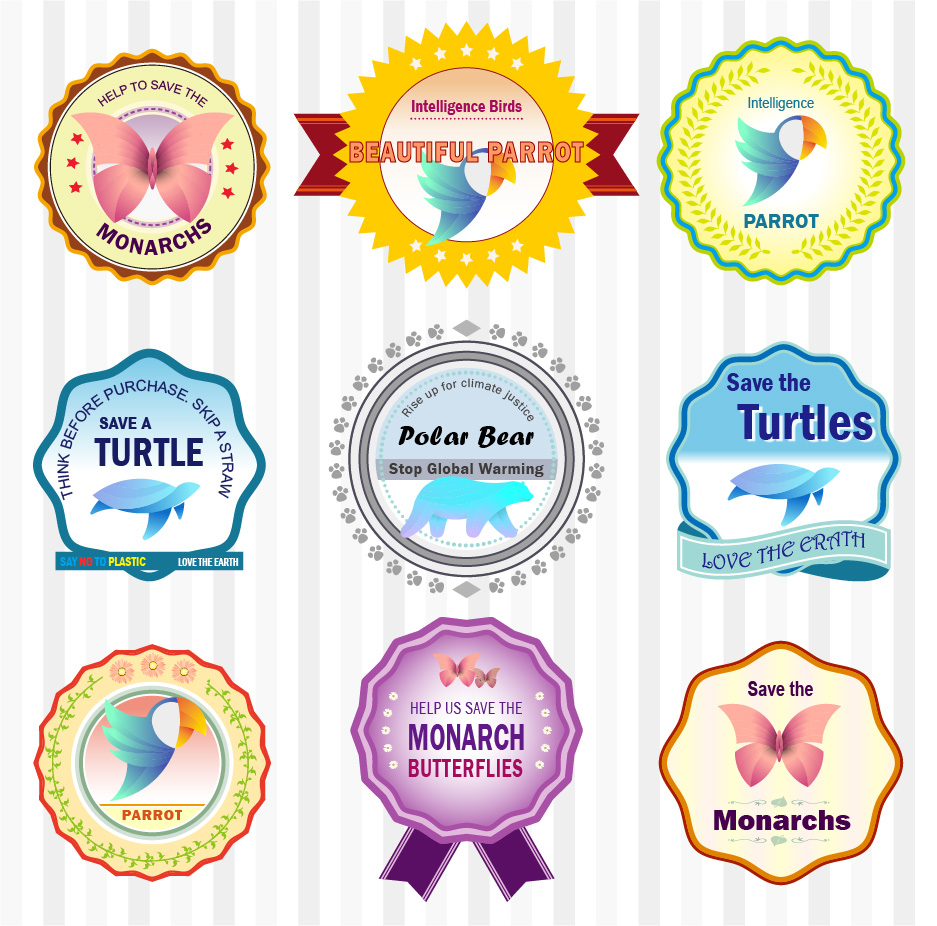 HELP TO SAVE THE
MONARCHS
Intelligence Birds
BEAUTIFUL PARROT
Intelligence
PARROT
THINK BEFORE PURCHASE. SKIP A STRAW
SAVE A
TURTLE
SAY NO TO PLASTIC LOVE THE EARTH
Rise up for climate justice
Polar Bear
Stop Global Warming
Save the
Turtles
LOVE THE ERATH
PARROT
HELP US SAVE THE
MONARCH
BUTTERFLIES
Save the
Monarchs